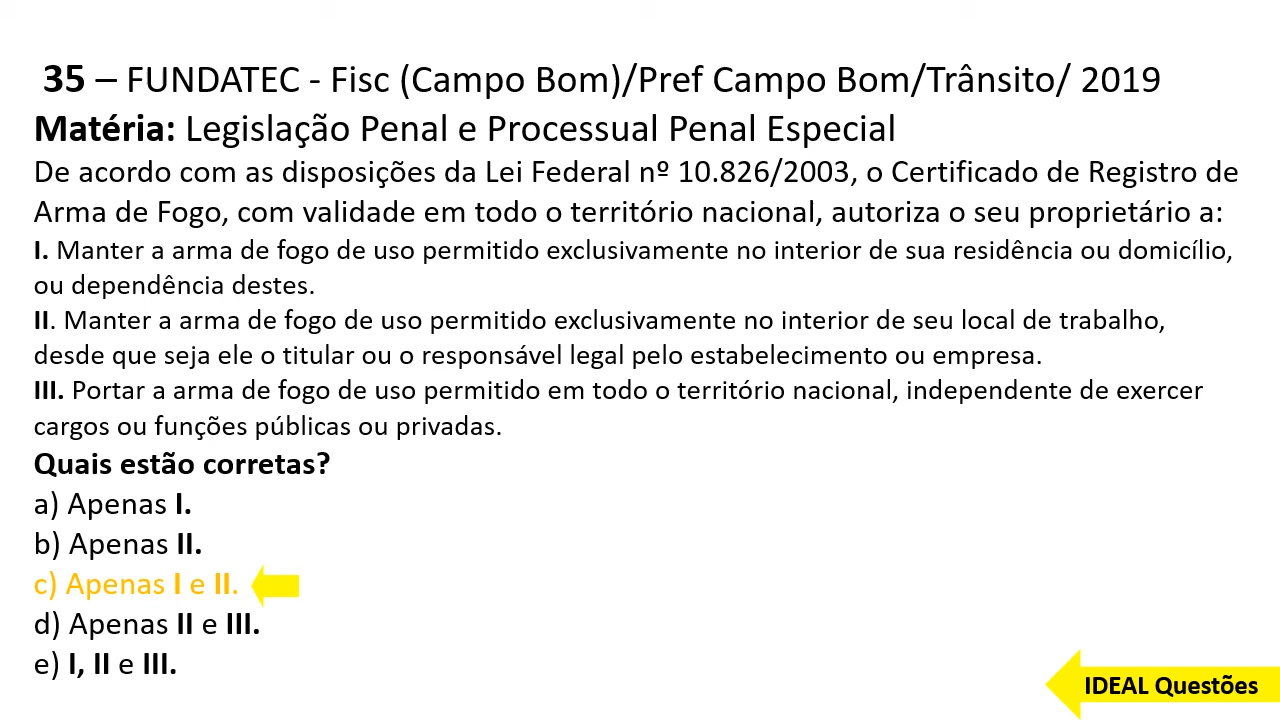 35 – FUNDATEC - Fisc (Campo Bom)/Pref Campo Bom/Trânsito/ 2019
Matéria: Legislação Penal e Processual Penal Especial
De acordo com as disposições da Lei Federal nº 10.826/2003, o Certificado de Registro de
Arma de Fogo, com validade em todo o território nacional, autoriza o seu proprietário a:
I. Manter a arma de fogo de uso permitido exclusivamente no interior de sua residência ou domicílio,
ou dependência destes.
II. Manter a arma de fogo de uso permitido exclusivamente no interior de seu local de trabalho,
desde que seja ele o titular ou o responsável legal pelo estabelecimento ou empresa.
III. Portar a arma de fogo de uso permitido em todo o território nacional, independente de exercer
cargos ou funções públicas ou privadas.
Quais estão corretas?
a) Apenas I.
b) Apenas II.
c) Apenas I e II.
d) Apenas II e III.
e) I, II e III.
IDEAL Questões